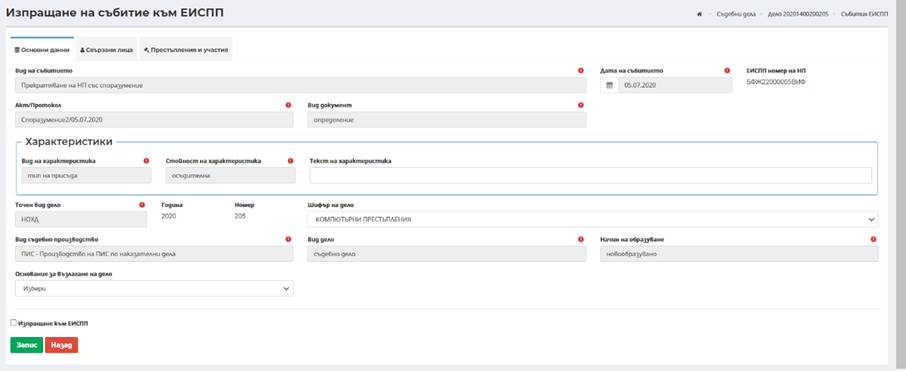 Изпращане на събитие към ЕИСПП
Съдебни дела Дело 20201400200205 Събития ЕИСПП
Основни данни Свързани лица Престъпления и участия
Вид на събитието Дата на събитието ЕИСПП номер на НП
Прекратяване на НП със споразумение 05.07.2020 БФЖ22000005ВИФ
Акт/Протокол Вид документ
Споразумение2/05.07.2020 определение
Характеристики
Вид на характеристика Стойност на характеристика Текст на характеристика
тип на присъда осъдителна
Точен вид дело Година Номер Шифър на дело
НОХД 2020 205 КОМПЮТЪРНИ ПРЕСТЪПЛЕНИЯ
Вид съдебно производство Вид дело Начин на образуване
ПИС - Производство на ПИС по наказателни дела съдебно дело новообразувано
Основание за възлагане на дело
Избери
Изпращане към ЕИСПП
Запис Назад